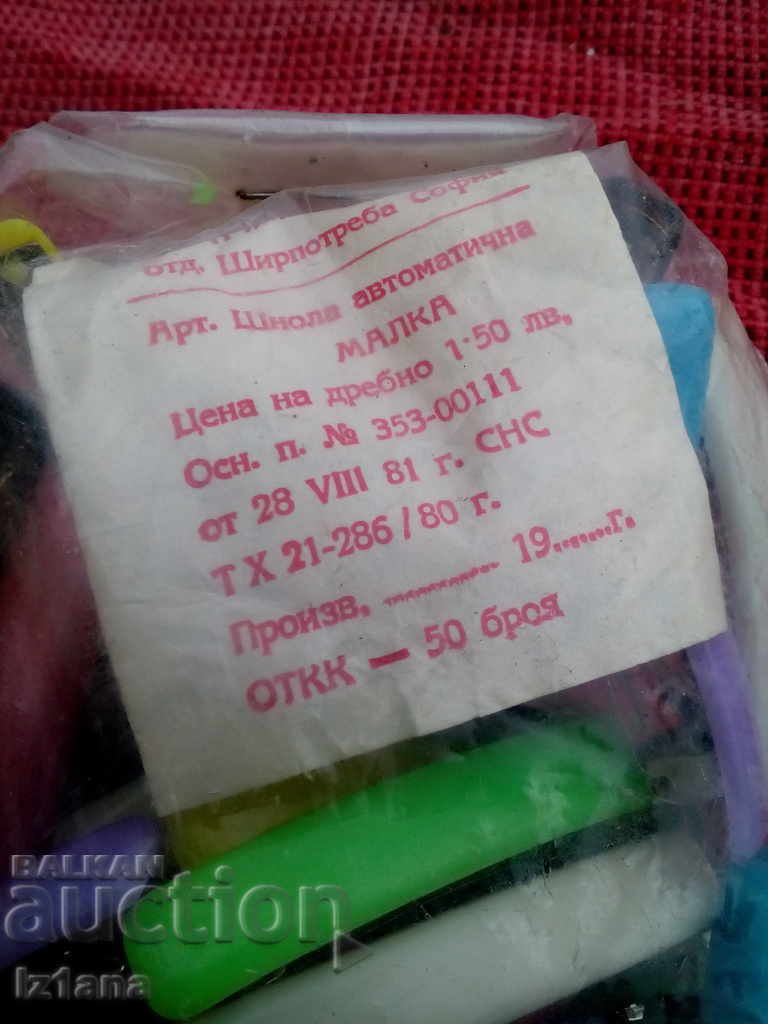 отд. Ширпотреба София
Арт. Шнола автоматична
МАЛКА
Цена на дребно 1·50 лв.
Осн. п. № 353-00111
от 28 VIII 81 г. СНС
ТХ 21-286/80 г.
Произв. ............ 19.......г.
ОТКК — 50 броя
BALKAN
auction
Iz1ana